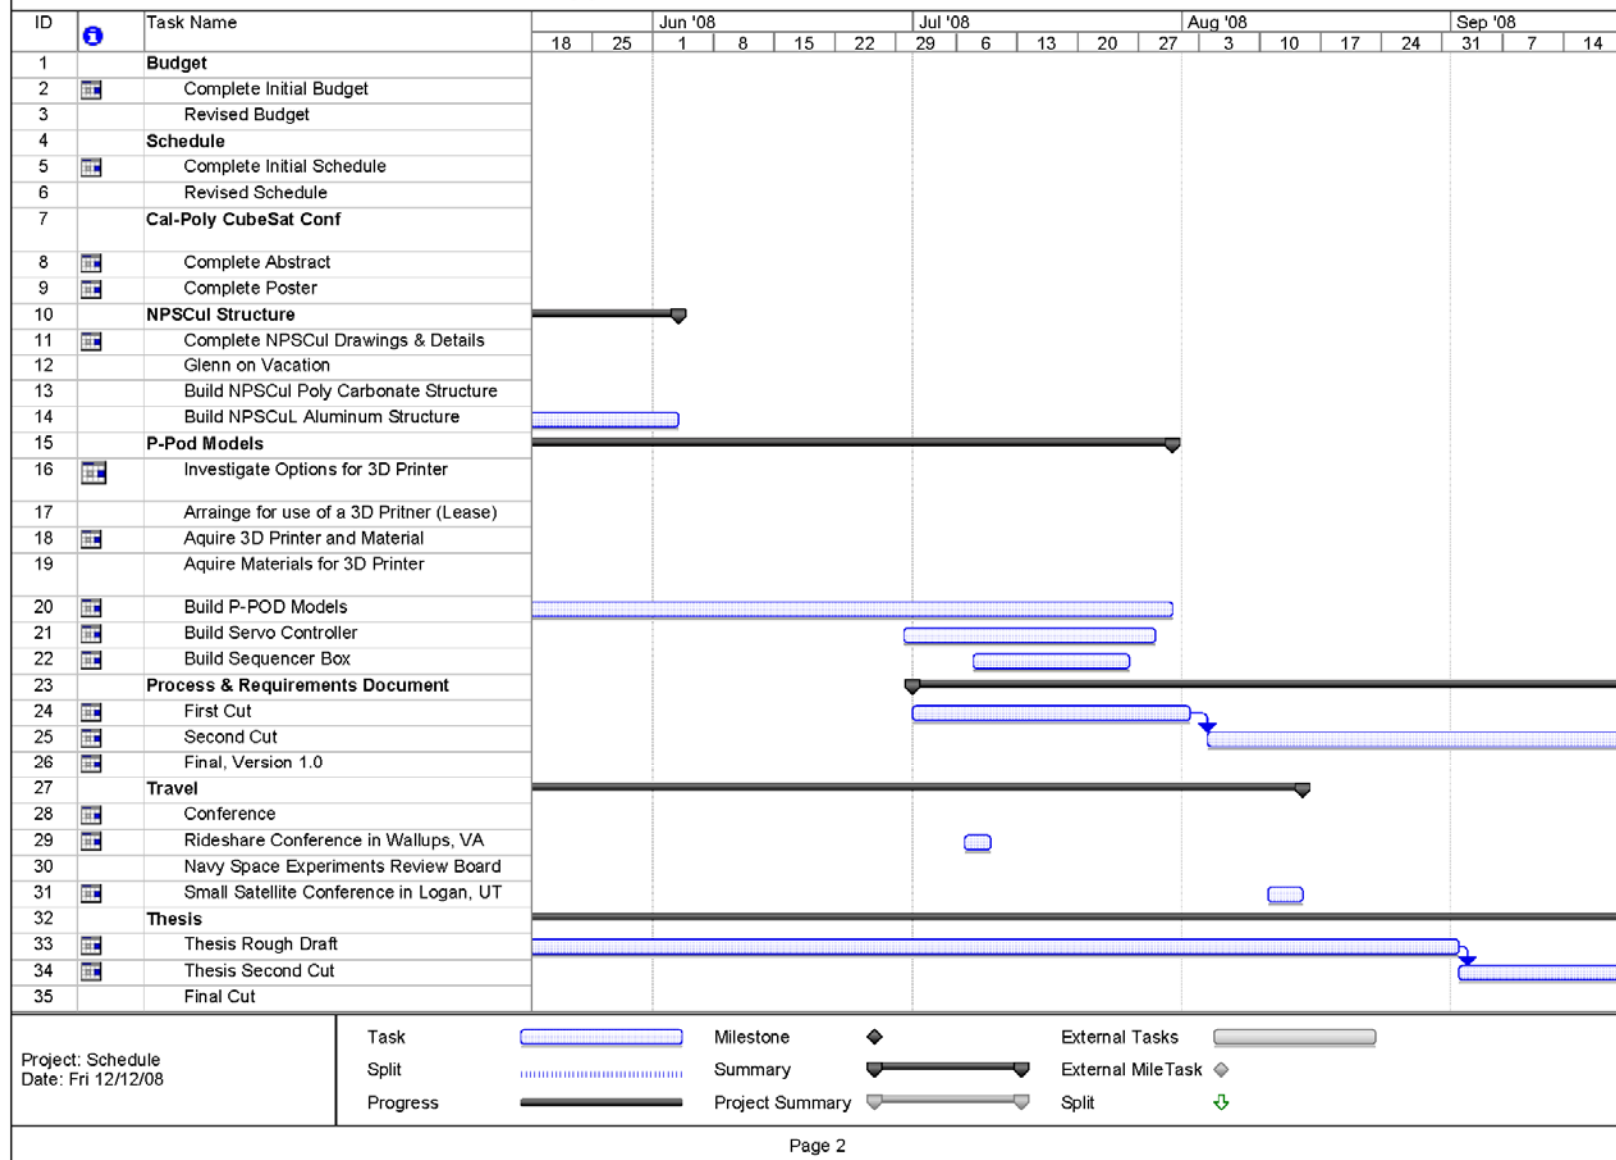 ID Task Name Jun '08 Jul '08 Aug '08 Sep '08
18 25 1 8 15 22 29 6 13 20 27 3 10 17 24 31 7 14
1 Budget
2 Complete Initial Budget
3 Revised Budget
4 Schedule
5 Complete Initial Schedule
6 Revised Schedule
7 Cal-Poly CubeSat Conf
8 Complete Abstract
9 Complete Poster
10 NPSCul Structure
11 Complete NPSCul Drawings & Details
12 Glenn on Vacation
13 Build NPSCul Poly Carbonate Structure
14 Build NPSCuL Aluminum Structure
15 P-Pod Models
16 Investigate Options for 3D Printer
17 Arrainge for use of a 3D Pritner (Lease)
18 Aquire 3D Printer and Material
19 Aquire Materials for 3D Printer
20 Build P-POD Models
21 Build Servo Controller
22 Build Sequencer Box
23 Process & Requirements Document
24 First Cut
25 Second Cut
26 Final, Version 1.0
27 Travel
28 Conference
29 Rideshare Conference in Wallups, VA
30 Navy Space Experiments Review Board
31 Small Satellite Conference in Logan, UT
32 Thesis
33 Thesis Rough Draft
34 Thesis Second Cut
35 Final Cut
Project: Schedule
Date: Fri 12/12/08
Task Milestone External Tasks
Split Summary External MileTask
Progress Project Summary Split
Page 2